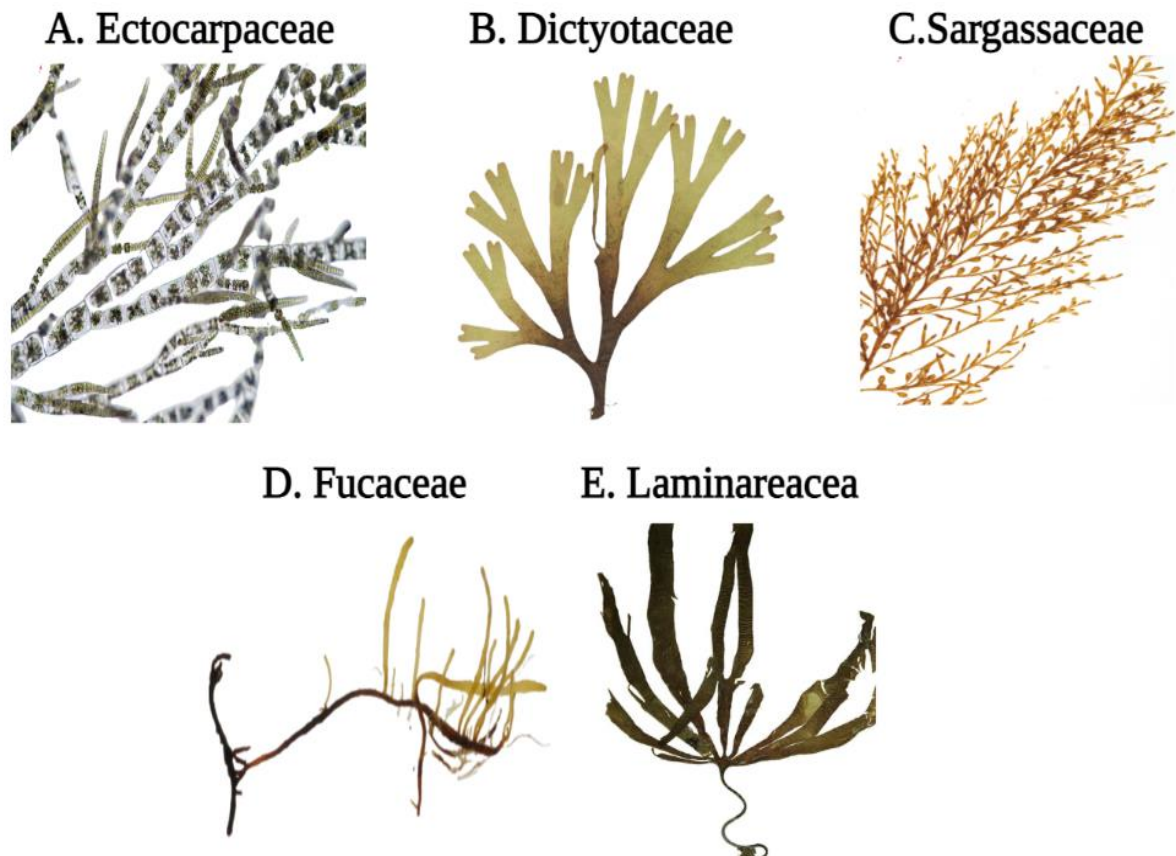 A. Ectocarpaceae
B. Dictyotaceae
C.Sargassaceae
D. Fucaceae
E. Laminareacea